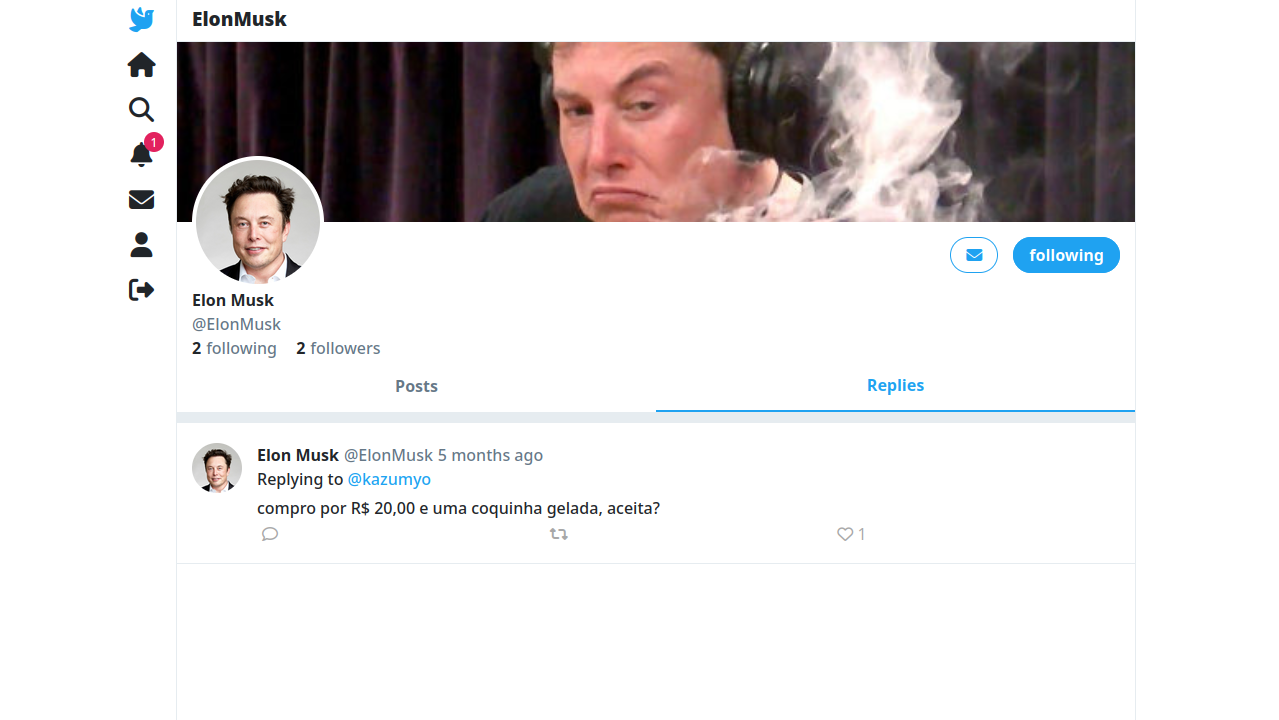 ElonMusk
1
following
Elon Musk
@ElonMusk
2 following 2 followers
Posts Replies
Elon Musk @ElonMusk 5 months ago
Replying to @kazumyo
compro por R$ 20,00 e uma coquinha gelada, aceita?
1